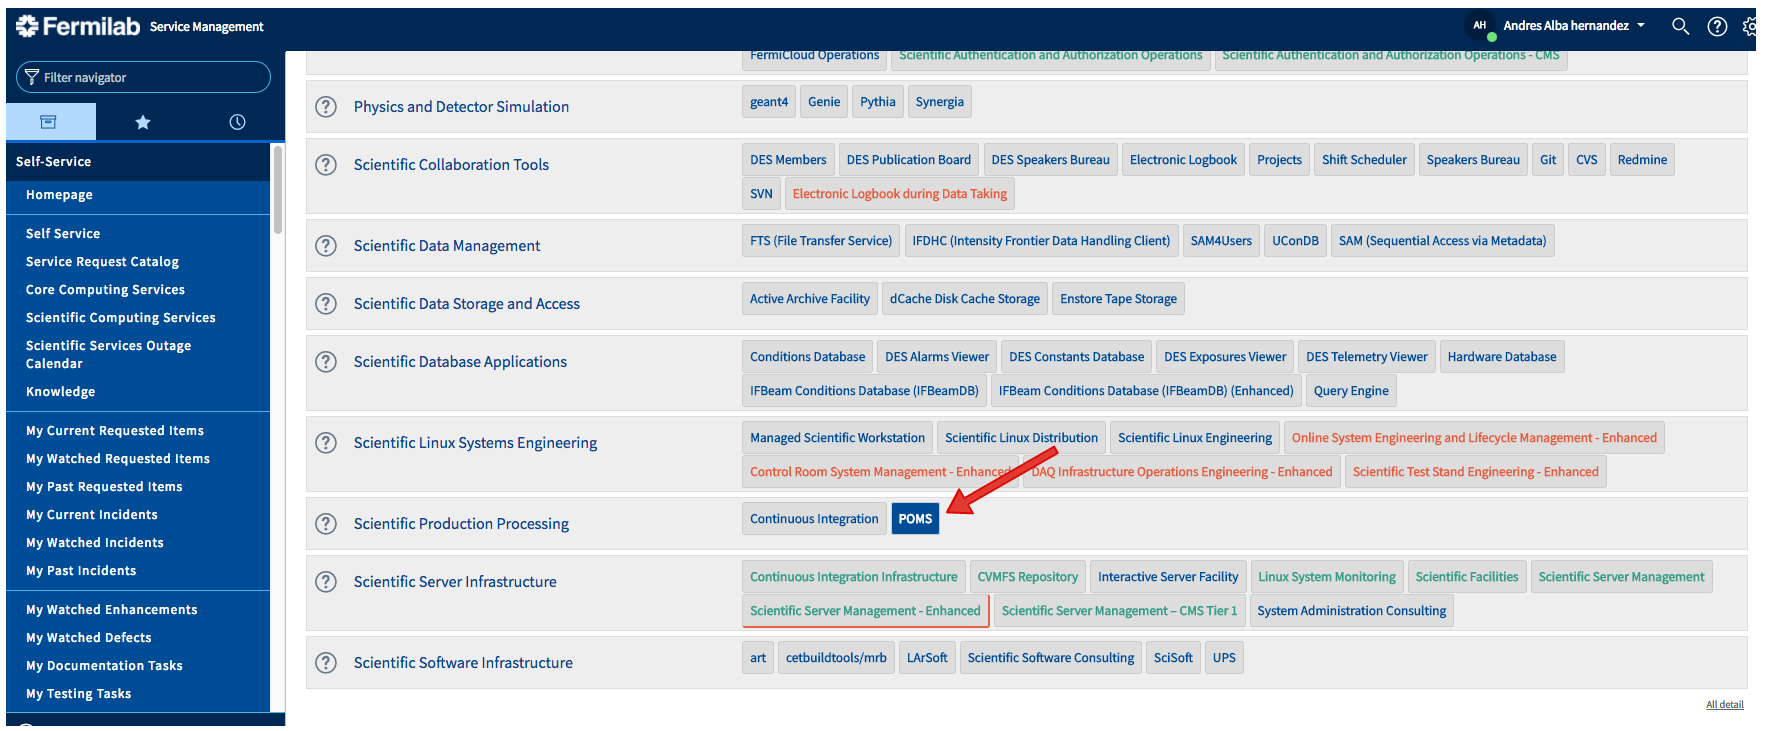 Fermilab Service Management
AH Andres Alba hernandez
Filter navigator
Self-Service
Homepage
Self Service
Service Request Catalog
Core Computing Services
Scientific Computing Services
Scientific Services Outage
Calendar
Knowledge
My Current Requested Items
My Watched Requested Items
My Past Requested Items
My Current Incidents
My Watched Incidents
My Past Incidents
My Watched Enhancements
My Watched Defects
My Documentation Tasks
My Testing Tasks
FermiCloud Operations Scientific Authentication and Authorization Operations Scientific Authentication and Authorization Operations - CMS
Physics and Detector Simulation geant4 Genie Pythia Synergia
Scientific Collaboration Tools DES Members DES Publication Board DES Speakers Bureau Electronic Logbook Projects Shift Scheduler Speakers Bureau Git CVS Redmine
SVN Electronic Logbook during Data Taking
Scientific Data Management FTS (File Transfer Service) IFDHC (Intensity Frontier Data Handling Client) SAM4Users UConDB SAM (Sequential Access via Metadata)
Scientific Data Storage and Access Active Archive Facility dCache Disk Cache Storage Enstore Tape Storage
Scientific Database Applications Conditions Database DES Alarms Viewer DES Constants Database DES Exposures Viewer DES Telemetry Viewer Hardware Database
IFBeam Conditions Database (IFBeamDB) IFBeam Conditions Database (IFBeamDB) (Enhanced) Query Engine
Scientific Linux Systems Engineering Managed Scientific Workstation Scientific Linux Distribution Scientific Linux Engineering Online System Engineering and Lifecycle Management - Enhanced
Control Room System Management - Enhanced DAQ Infrastructure Operations Engineering - Enhanced Scientific Test Stand Engineering - Enhanced
Scientific Production Processing Continuous Integration POMS
Scientific Server Infrastructure Continuous Integration Infrastructure CVMFS Repository Interactive Server Facility Linux System Monitoring Scientific Facilities Scientific Server Management
Scientific Server Management - Enhanced Scientific Server Management – CMS Tier 1 System Administration Consulting
Scientific Software Infrastructure art cetbuildtools/mrb LArSoft Scientific Software Consulting SciSoft UPS
All detail